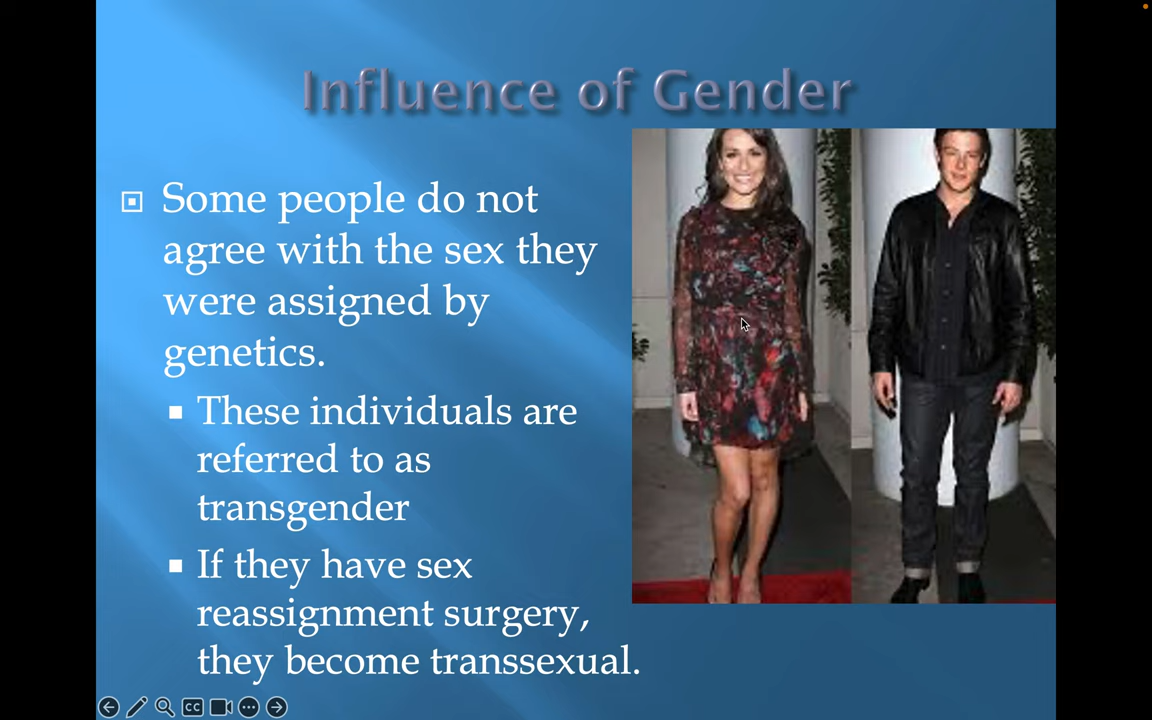 Influence of Gender
Some people do not
agree with the sex they
were assigned by
genetics.
These individuals are
referred to as
transgender
If they have sex
reassignment surgery,
they become transsexual.
CC